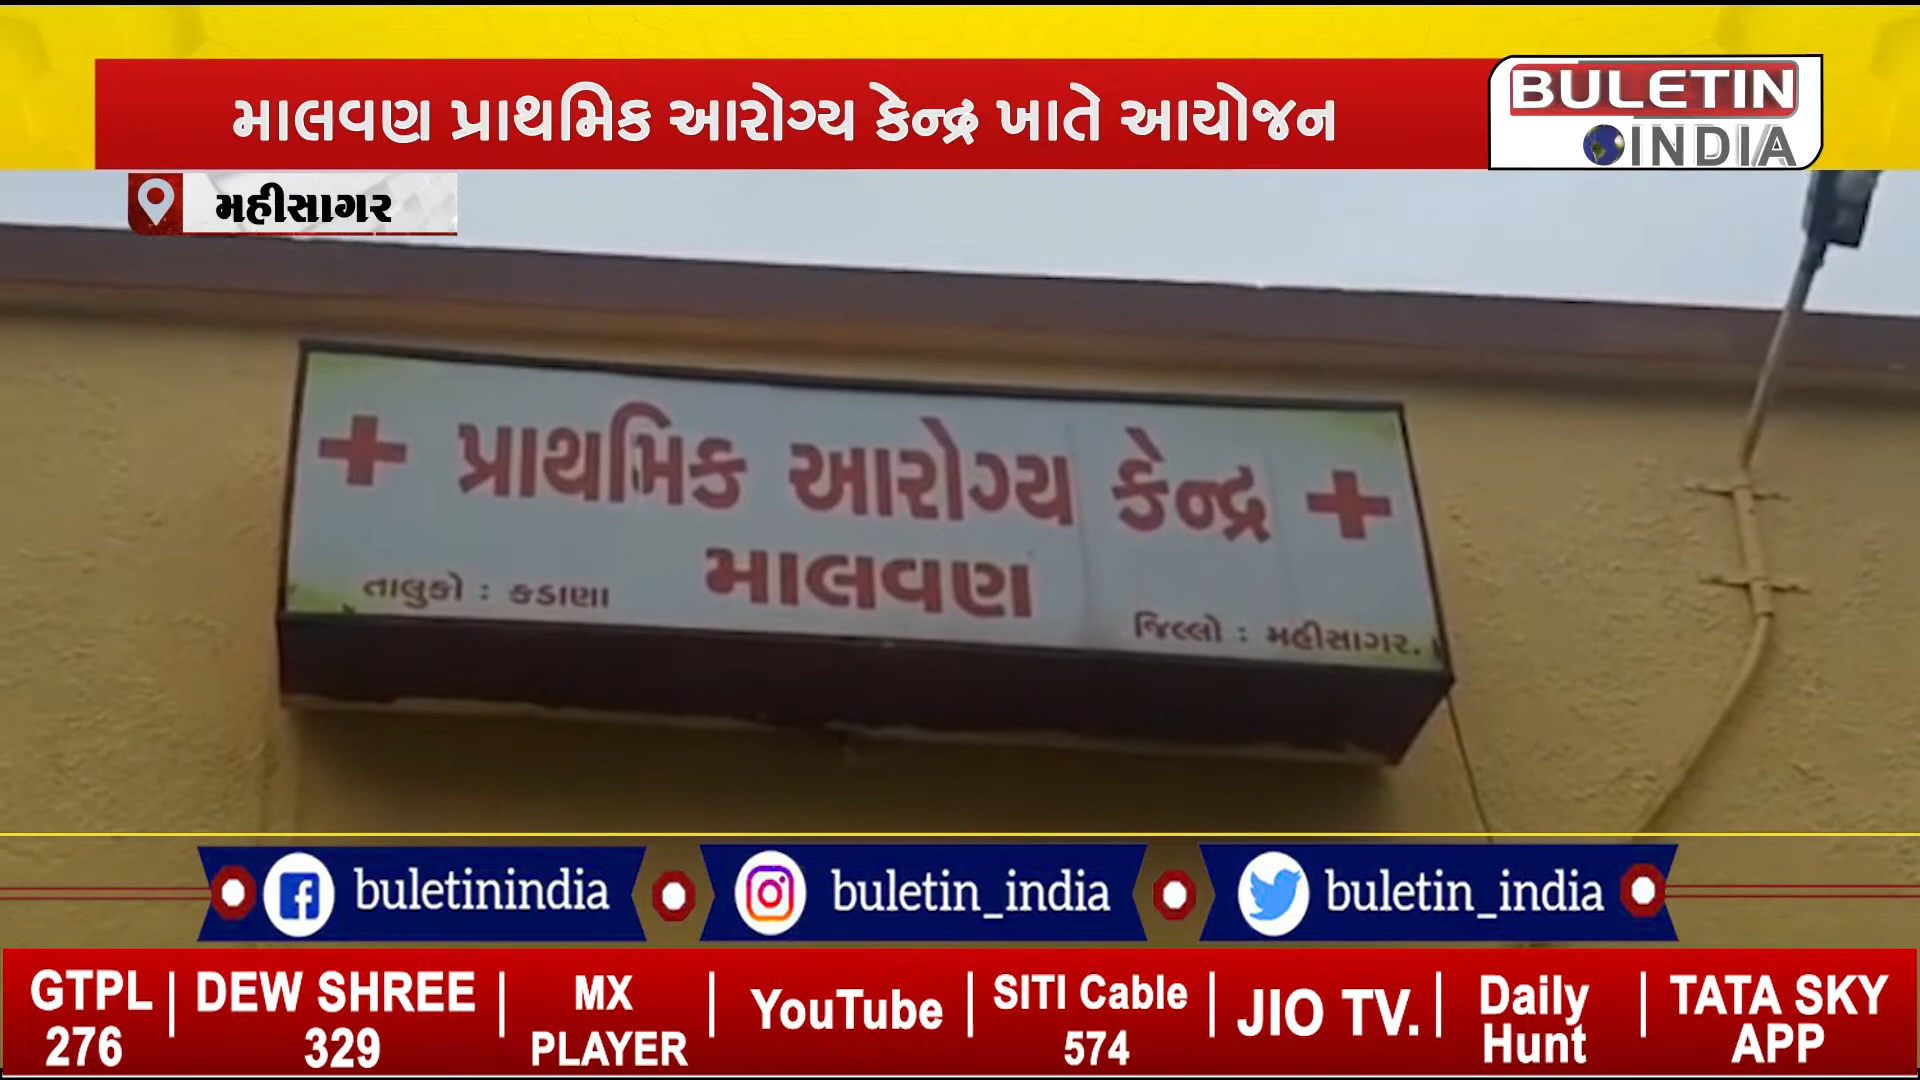 માલવણ પ્રાથમિક આરોગ્ય કેન્દ્ર ખાતે આયોજન
BULETIN
INDIA
મહીસાગર
+ પ્રાથમિક આરોગ્ય કેન્દ્ર +
માલવણ
તાલુકો : કડાણા
જિલ્લો : મહીસાગર.
buletinindia
buletin_india
buletin_india
GTPL 276
DEW SHREE 329
MX PLAYER
YouTube
SITI Cable 574
JIO TV.
Daily Hunt
TATA SKY APP